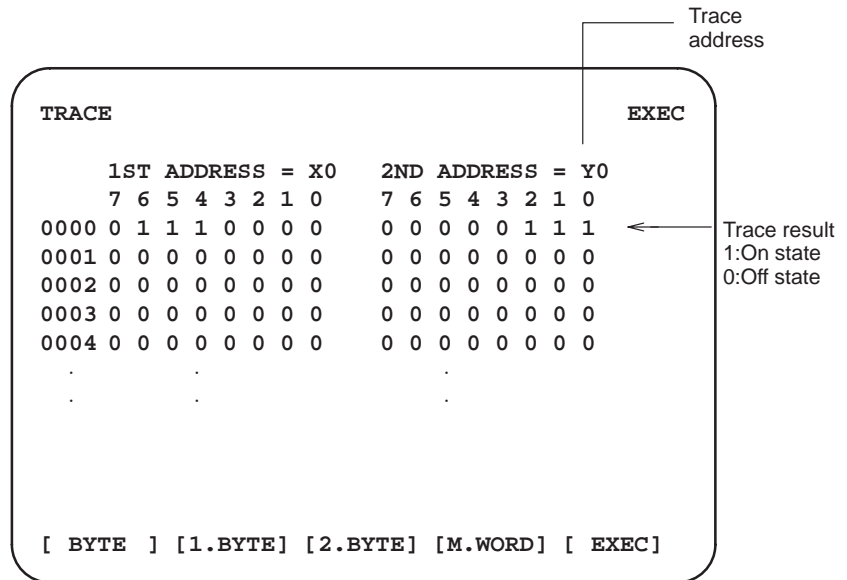 Trace
address
TRACE EXEC
1ST ADDRESS = X0 2ND ADDRESS = Y0
7 6 5 4 3 2 1 0 7 6 5 4 3 2 1 0
0000 0 1 1 1 0 0 0 0 0 0 0 0 0 1 1 1
0001 0 0 0 0 0 0 0 0 0 0 0 0 0 0 0 0
0002 0 0 0 0 0 0 0 0 0 0 0 0 0 0 0 0
0003 0 0 0 0 0 0 0 0 0 0 0 0 0 0 0 0
0004 0 0 0 0 0 0 0 0 0 0 0 0 0 0 0 0
. . .
. . .
[ BYTE ] [1.BYTE] [2.BYTE] [M.WORD] [ EXEC]
Trace result
1:On state
0:Off state